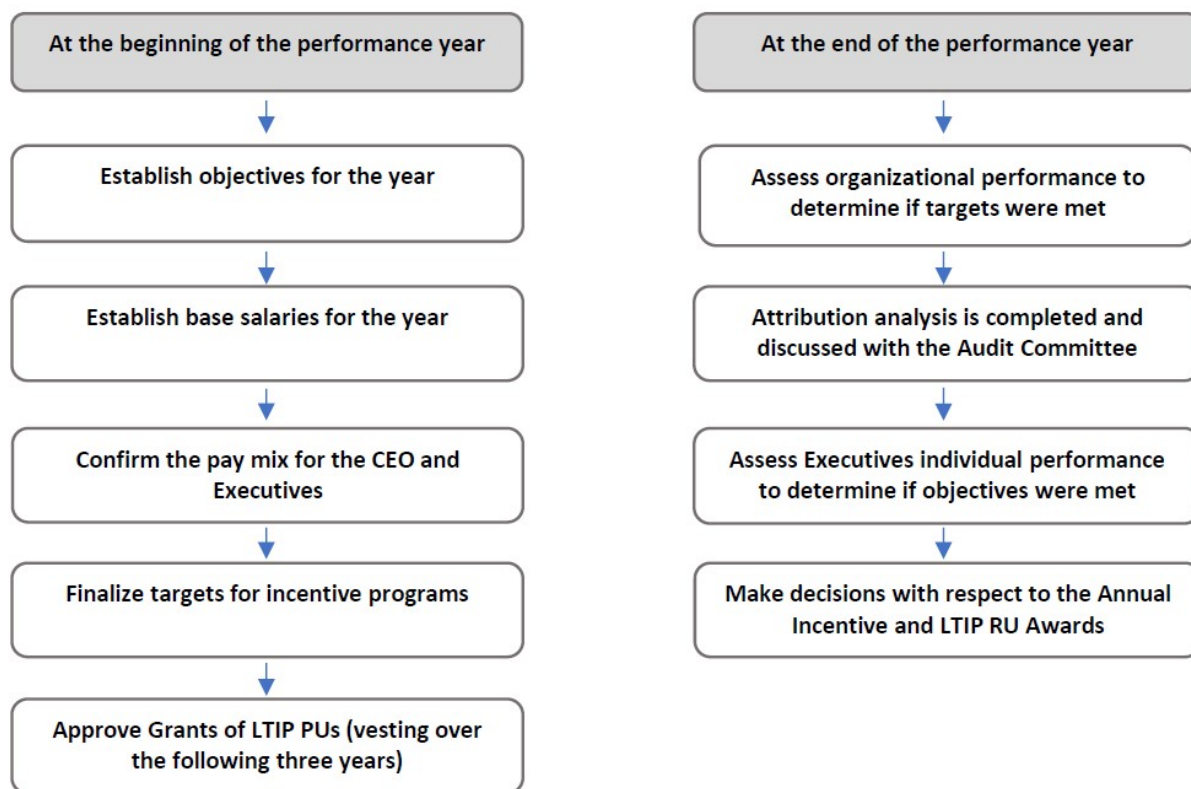 At the beginning of the performance year
Establish objectives for the year
Establish base salaries for the year
Confirm the pay mix for the CEO and
Executives
Finalize targets for incentive programs
Approve Grants of LTIP PUs (vesting over
the following three years)
At the end of the performance year
Assess organizational performance to
determine if targets were met
Attribution analysis is completed and
discussed with the Audit Committee
Assess Executives individual performance
to determine if objectives were met
Make decisions with respect to the Annual
Incentive and LTIP RU Awards